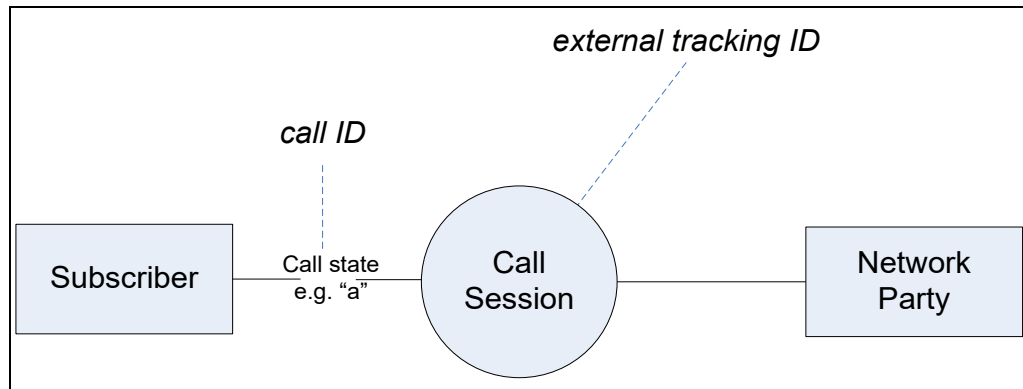 external tracking ID
call ID
Subscriber
Call state
e.g. “a”
Call
Session
Network
Party